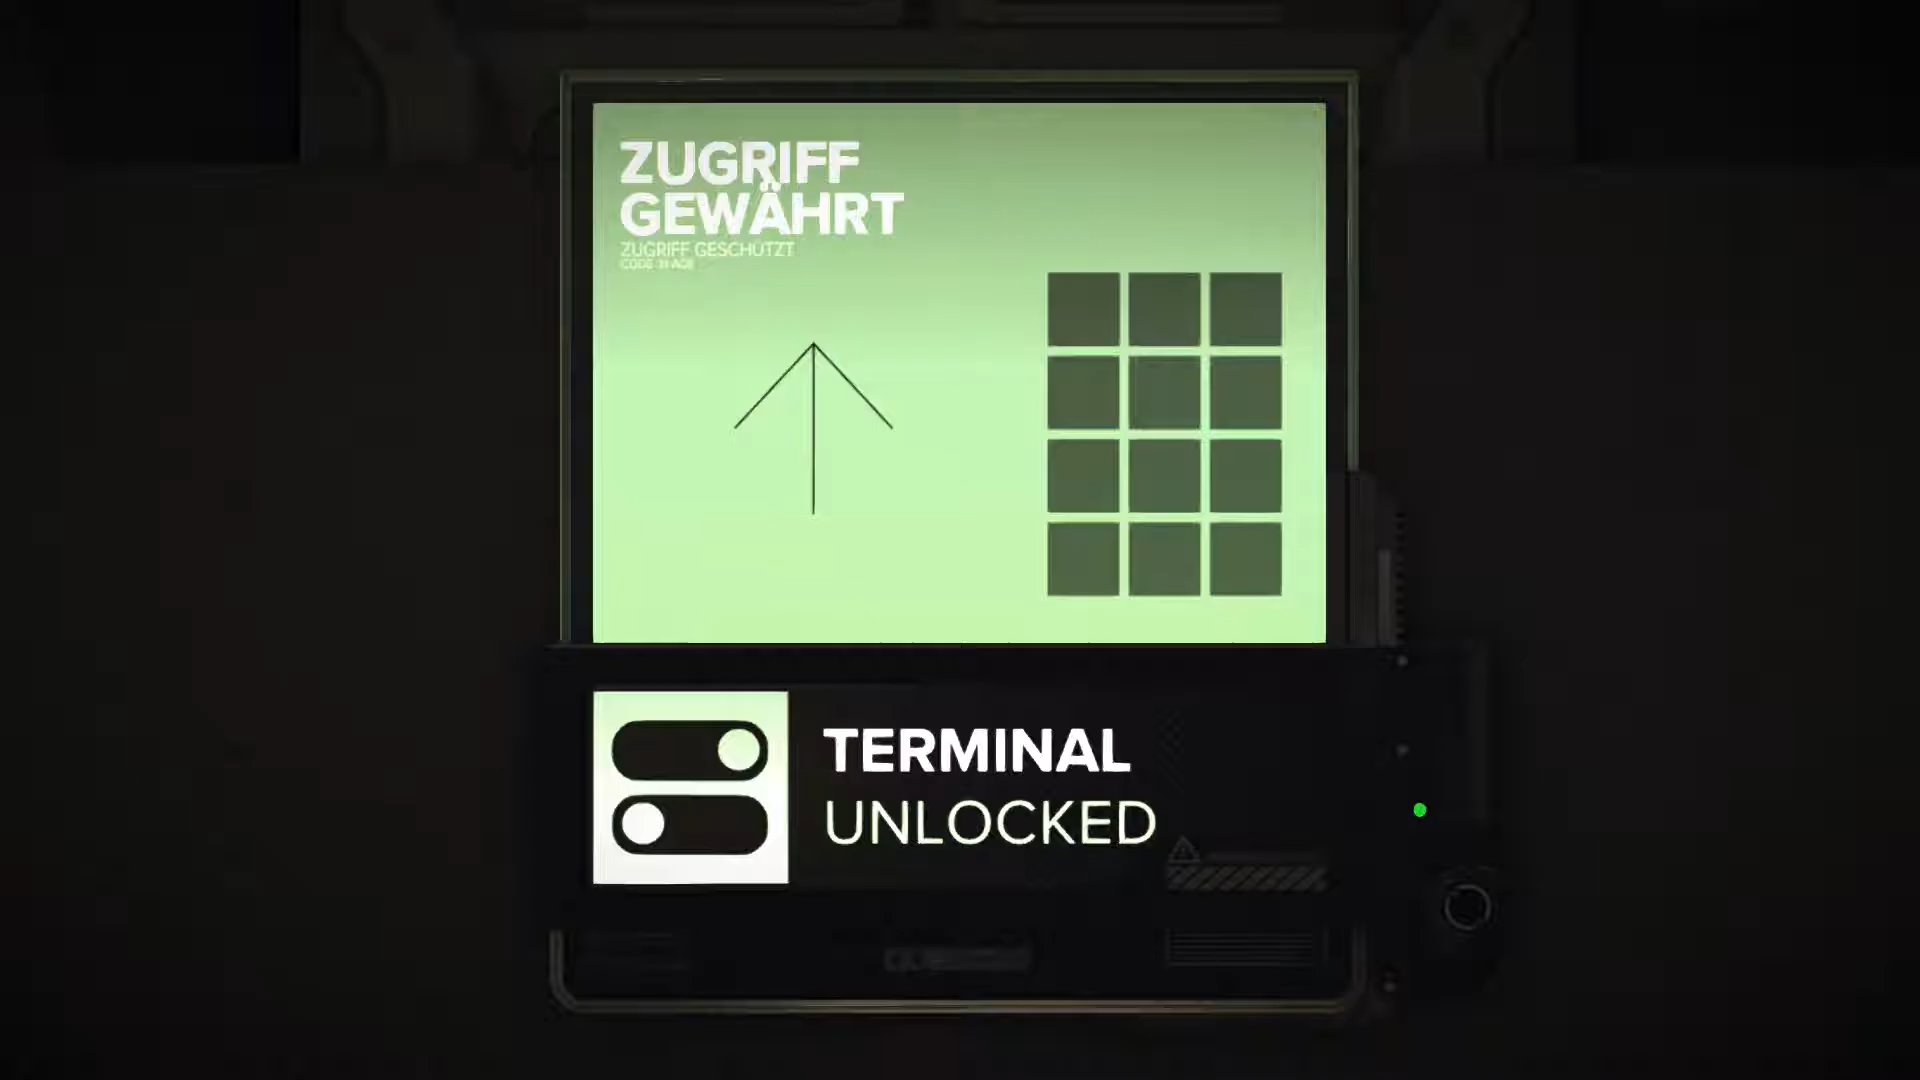 ZUGRIFF
GEWÄHRT
ZUGRIFF GESCHÜTZT
TERMINAL
UNLOCKED